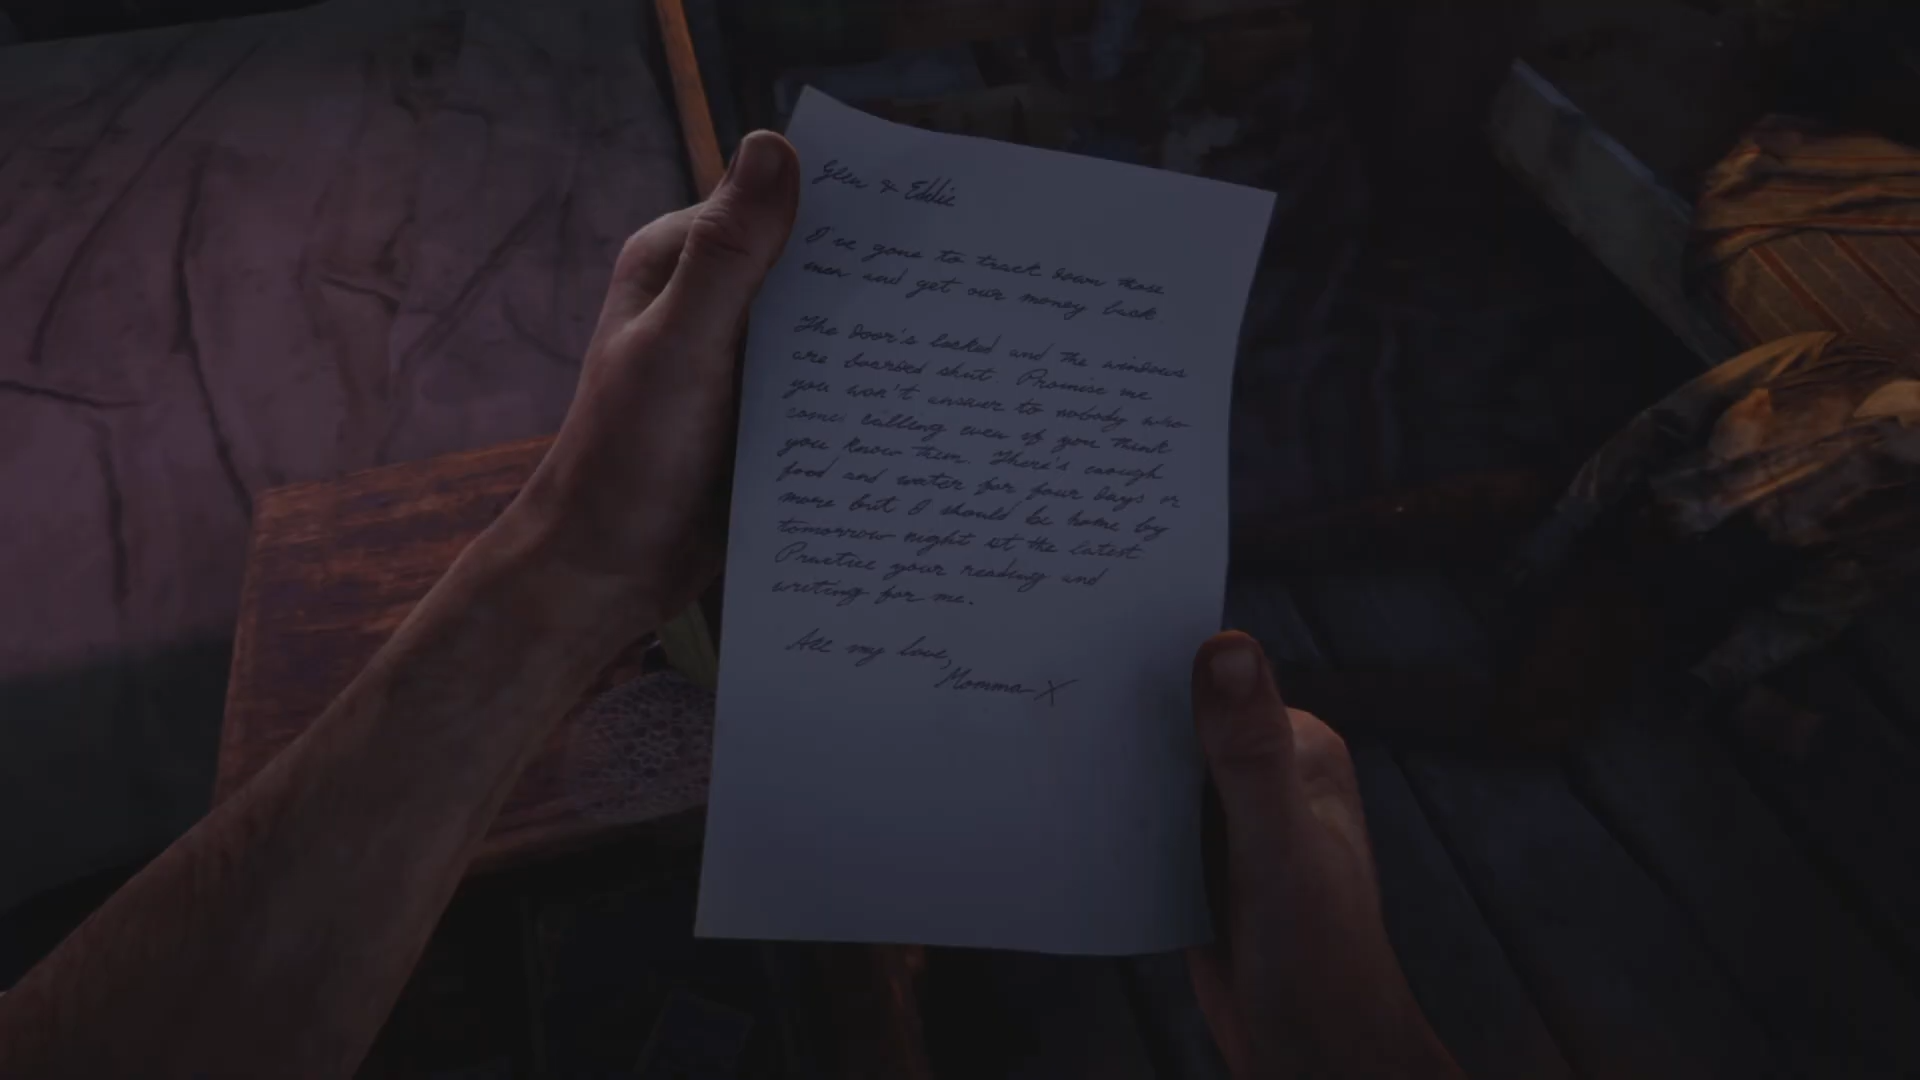 Glen & Eddie
I've gone to track down those
men and get our money back.
The door's locked and the windows
are boarded shut. Promise me
you won't answer to nobody who
come calling even if you think
you know them. There's enough
food and water for four days or
more but I should be home by
tomorrow night at the latest.
Practice your reading and
writing for me.
All my love,
Momma X